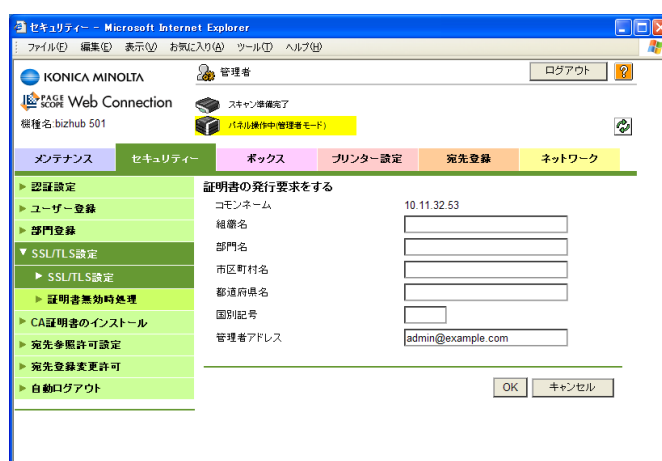 セキュリティー - Microsoft Internet Explorer
ファイル(F) 編集(E) 表示(V) お気に入り(A) ツール(T) ヘルプ(H)
KONICA MINOLTA
管理者
ログアウト
?
PAGE SCOPE Web Connection
スキャン準備完了
機種名:bizhub 501
パネル操作中(管理者モード)
メンテナンス セキュリティー ボックス プリンター設定 宛先登録 ネットワーク
認証設定
ユーザー登録
部門登録
SSL/TLS設定
SSL/TLS設定
証明書無効時処理
CA証明書のインストール
宛先参照許可設定
宛先登録変更許可
自動ログアウト
証明書の発行要求をする
コモンネーム 10.11.32.53
組織名
部門名
市区町村名
都道府県名
国別記号
管理者アドレス admin@example.com
OK キャンセル